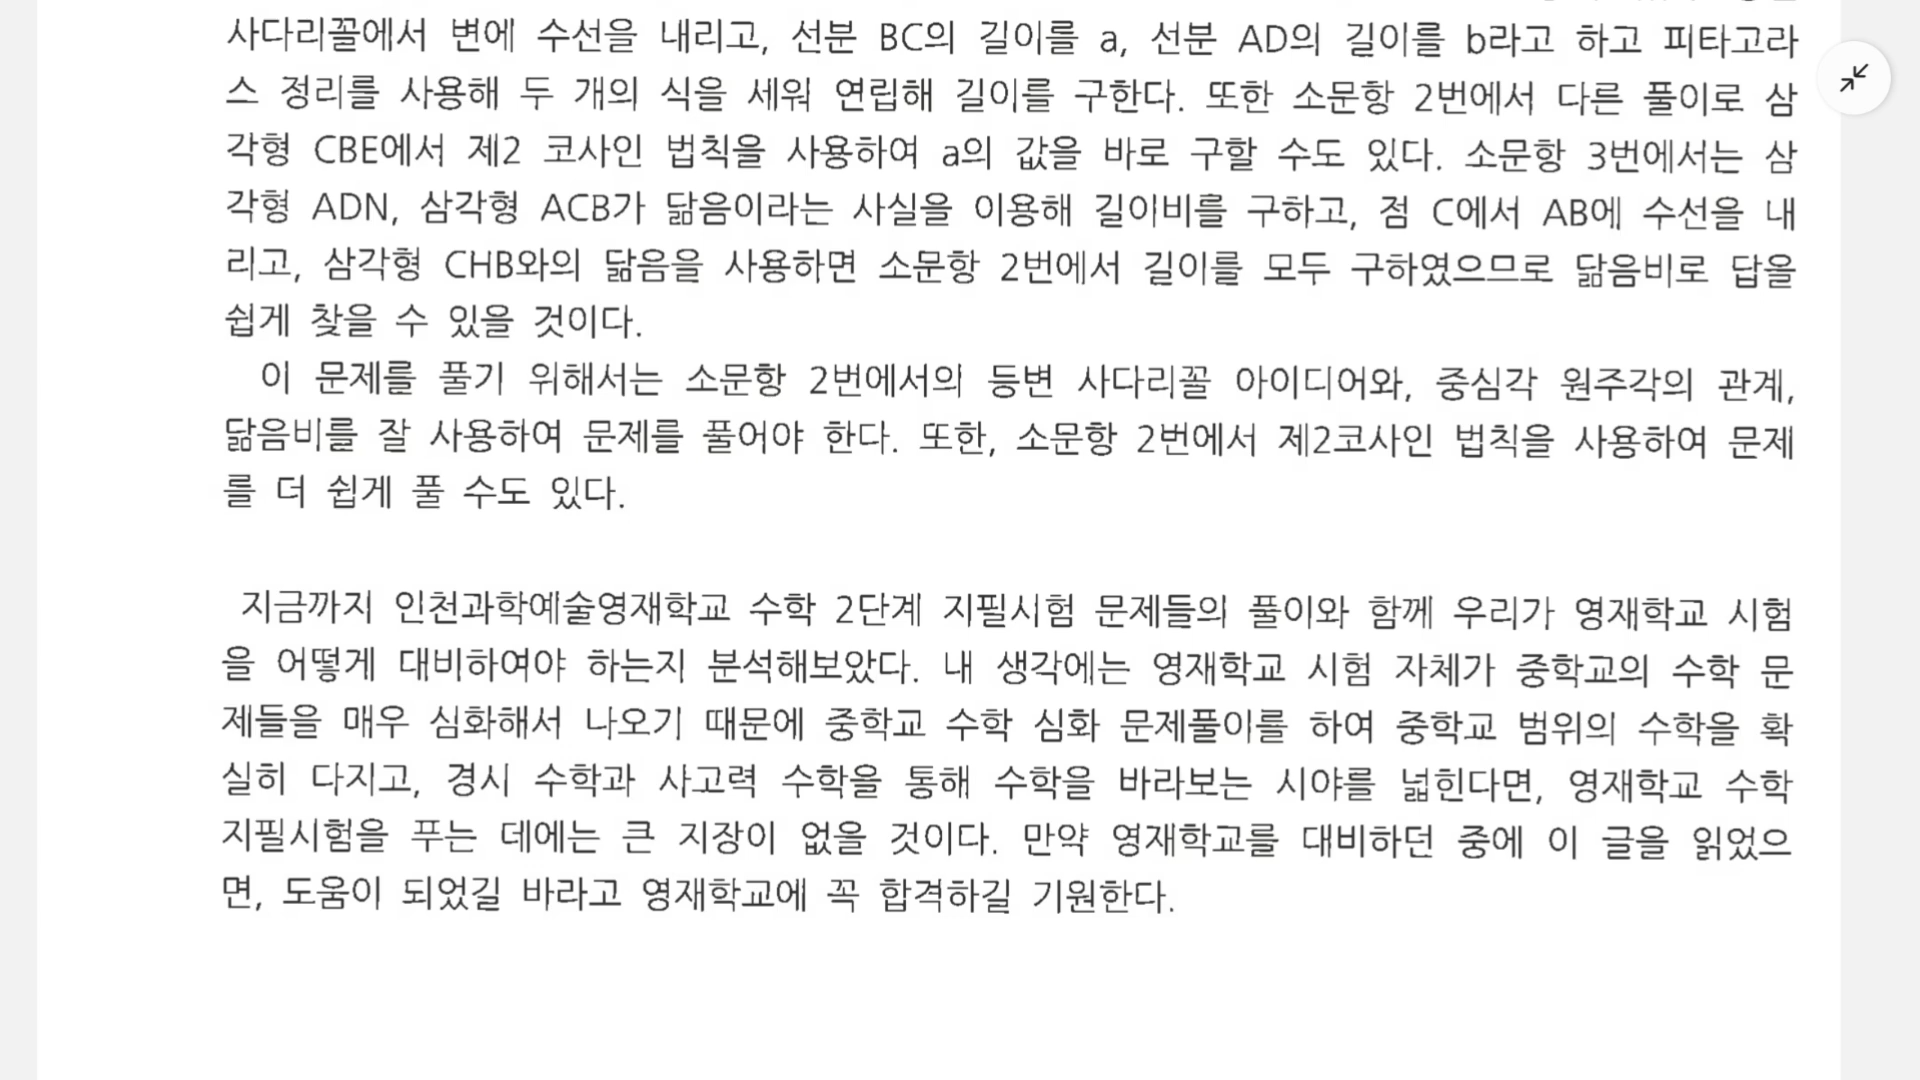 사다리꼴에서 변에 수선을 내리고, 선분 BC의 길이를 a, 선분 AD의 길이를 b라고 하고 피타고라
스 정리를 사용해 두 개의 식을 세워 연립해 길이를 구한다. 또한 소문항 2번에서 다른 풀이로 삼
각형 CBE에서 제2 코사인 법칙을 사용하여 a의 값을 바로 구할 수도 있다. 소문항 3번에서는 삼
각형 ADN, 삼각형 ACB가 닮음이라는 사실을 이용해 길이비를 구하고, 점 C에서 AB에 수선을 내
리고, 삼각형 CHB와의 닮음을 사용하면 소문항 2번에서 길이를 모두 구하였으므로 닮음비로 답을
쉽게 찾을 수 있을 것이다.
이 문제를 풀기 위해서는 소문항 2번에서의 등변 사다리꼴 아이디어와, 중심각 원주각의 관계,
닮음비를 잘 사용하여 문제를 풀어야 한다. 또한, 소문항 2번에서 제2코사인 법칙을 사용하여 문제
를 더 쉽게 풀 수도 있다.
지금까지 인천과학예술영재학교 수학 2단계 지필시험 문제들의 풀이와 함께 우리가 영재학교 시험
을 어떻게 대비하여야 하는지 분석해보았다. 내 생각에는 영재학교 시험 자체가 중학교의 수학 문
제들을 매우 심화해서 나오기 때문에 중학교 수학 심화 문제풀이를 하여 중학교 범위의 수학을 확
실히 다지고, 경시 수학과 사고력 수학을 통해 수학을 바라보는 시야를 넓힌다면, 영재학교 수학
지필시험을 푸는 데에는 큰 지장이 없을 것이다. 만약 영재학교를 대비하던 중에 이 글을 읽었으
면, 도움이 되었길 바라고 영재학교에 꼭 합격하길 기원한다.